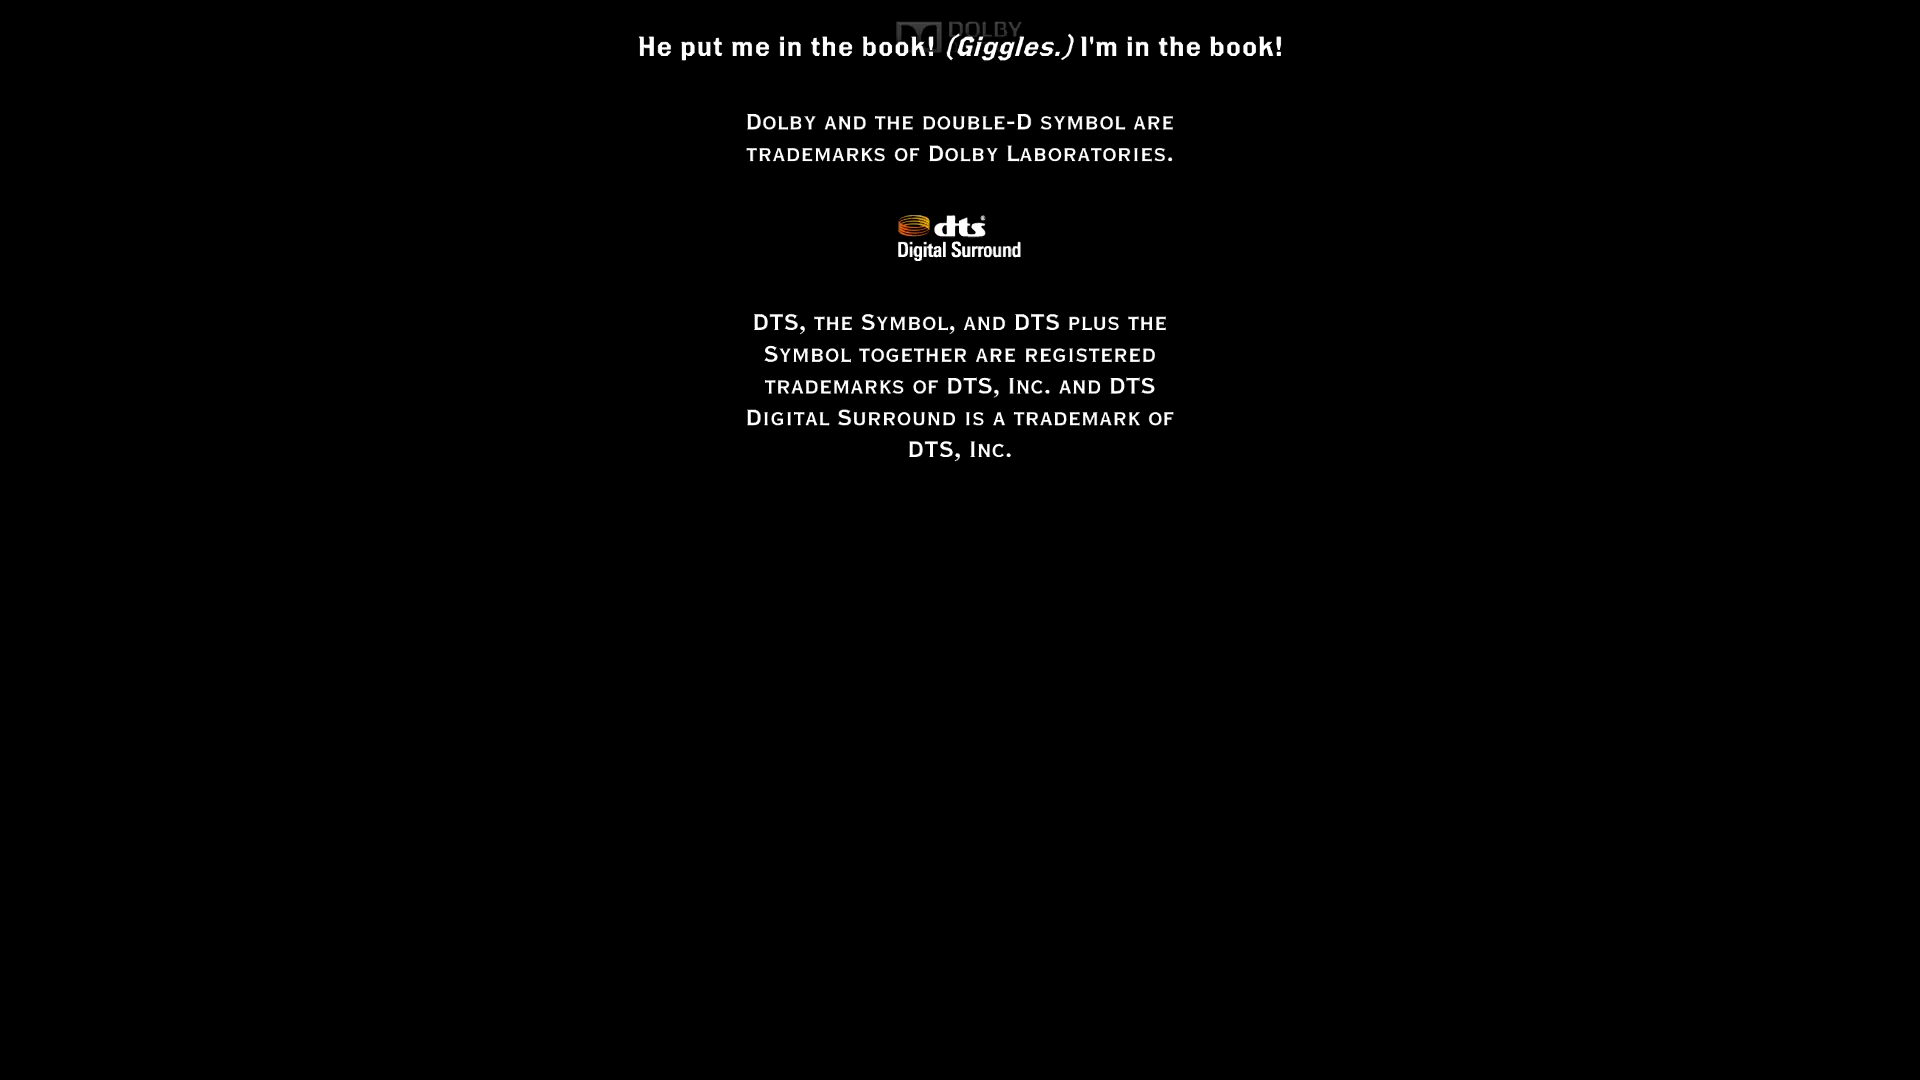 DOLBY
He put me in the book! (Giggles.) I'm in the book!
Dolby and the double-D symbol are
trademarks of Dolby Laboratories.
dts®
Digital Surround
DTS, the Symbol, and DTS plus the
Symbol together are registered
trademarks of DTS, Inc. and DTS
Digital Surround is a trademark of
DTS, Inc.